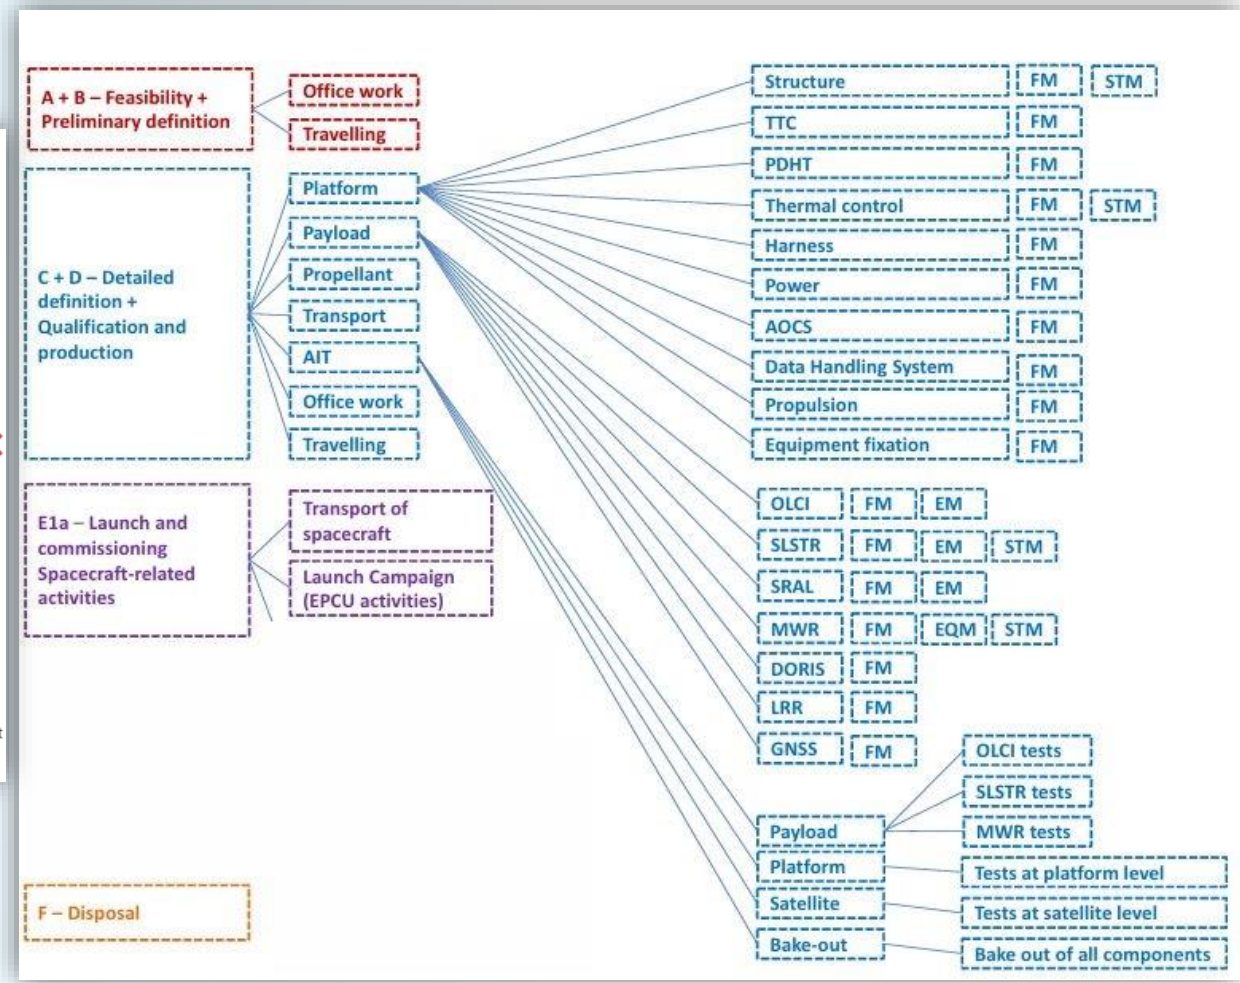 A + B – Feasibility +
Preliminary definition
Office work
Travelling
C + D – Detailed
definition +
Qualification and
production
Platform
Payload
Propellant
Transport
AIT
Office work
Travelling
E1a – Launch and
commissioning
Spacecraft-related
activities
Transport of
spacecraft
Launch Campaign
(EPCU activities)
F – Disposal
Structure FM STM
TTC FM
PDHT FM
Thermal control FM STM
Harness FM
Power FM
AOCS FM
Data Handling System FM
Propulsion FM
Equipment fixation FM
OLCI FM EM
SLSTR FM EM STM
SRAL FM EM
MWR FM EQM STM
DORIS FM
LRR FM
GNSS FM
Payload
OLCI tests
SLSTR tests
MWR tests
Platform Tests at platform level
Satellite Tests at satellite level
Bake-out Bake out of all components
t